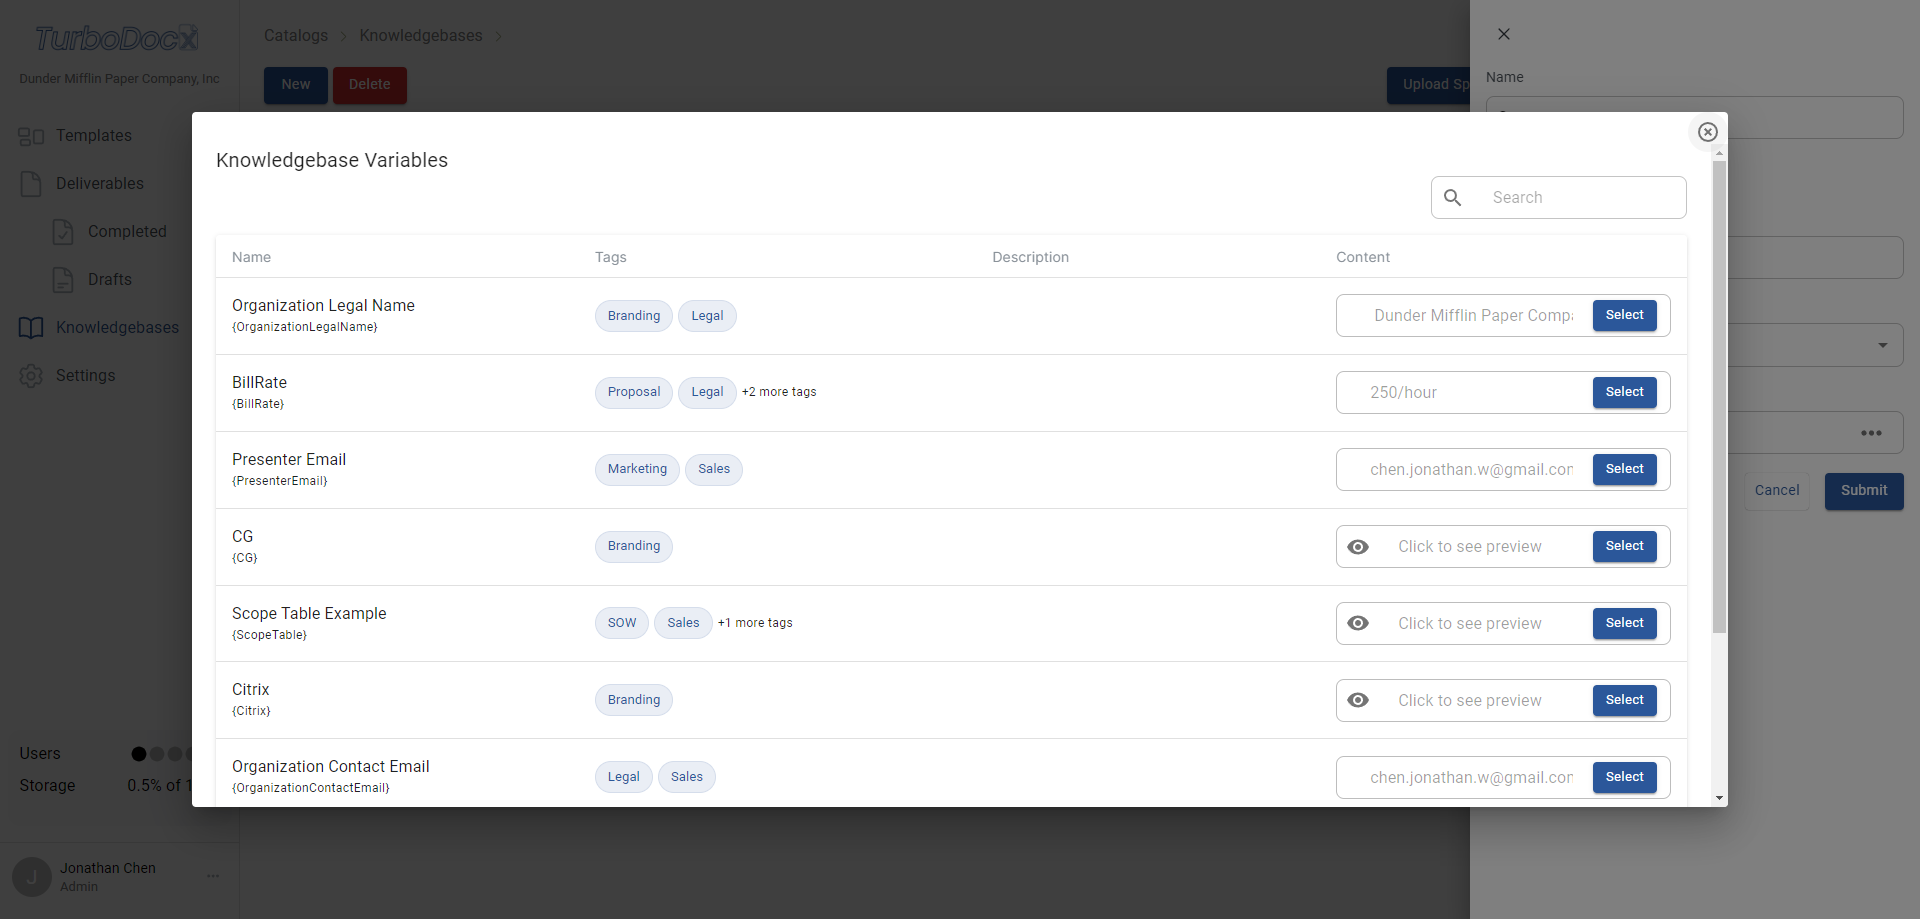 TurboDocX
Dunder Mifflin Paper Company, Inc
Templates
Deliverables
Completed
Drafts
Knowledgebases
Settings
Users
Storage 0.5% of 1
J
Jonathan Chen
Admin
Catalogs Knowledgebases
New Delete
Upload Sp
Name
Cancel Submit
Knowledgebase Variables
Search
Name Tags Description Content
Organization Legal Name
{OrganizationLegalName}
Branding Legal
Dunder Mifflin Paper Compa Select
BillRate
{BillRate}
Proposal Legal +2 more tags
250/hour Select
Presenter Email
{PresenterEmail}
Marketing Sales
chen.jonathan.w@gmail.con Select
CG
{CG}
Branding
Click to see preview Select
Scope Table Example
{ScopeTable}
SOW Sales +1 more tags
Click to see preview Select
Citrix
{Citrix}
Branding
Click to see preview Select
Organization Contact Email
{OrganizationContactEmail}
Legal Sales
chen.jonathan.w@gmail.con Select